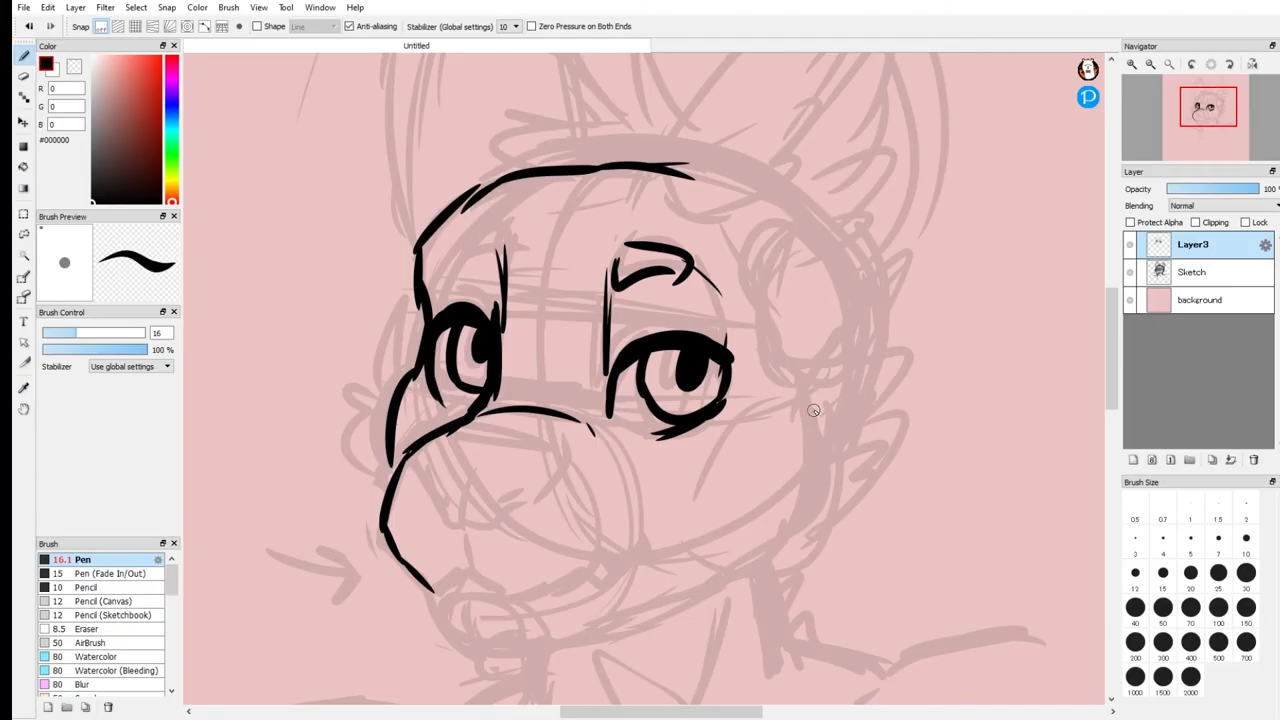 File Edit Layer Filter Select Snap Color View Tool Window Help
Snap OFF Shape Line Anti-aliasing Stabilizer (Global settings) 10 Zero Pressure on Both Ends
Untitled
Color
R 0
G 0
B 0
#000000
Brush Preview
Brush Control
16
100 %
Stabilizer Use global settings
Brush
16.1 Pen
15 Pen (Fade In/Out)
10 Pencil
12 Pencil (Canvas)
12 Pencil (Sketchbook)
8.5 Eraser
50 AirBrush
80 Watercolor
80 Watercolor (Bleeding)
80 Blur
Navigator
Layer
Opacity 100
Blending Normal
Protect Alpha Clipping Lock
Layer3
Sketch
background
Brush Size
0.5 0.7 1 1.5 2
3 4 5 7 10
12 15 20 25 30
40 50 70 100 150
200 300 400 500 700
1000 1500 2000